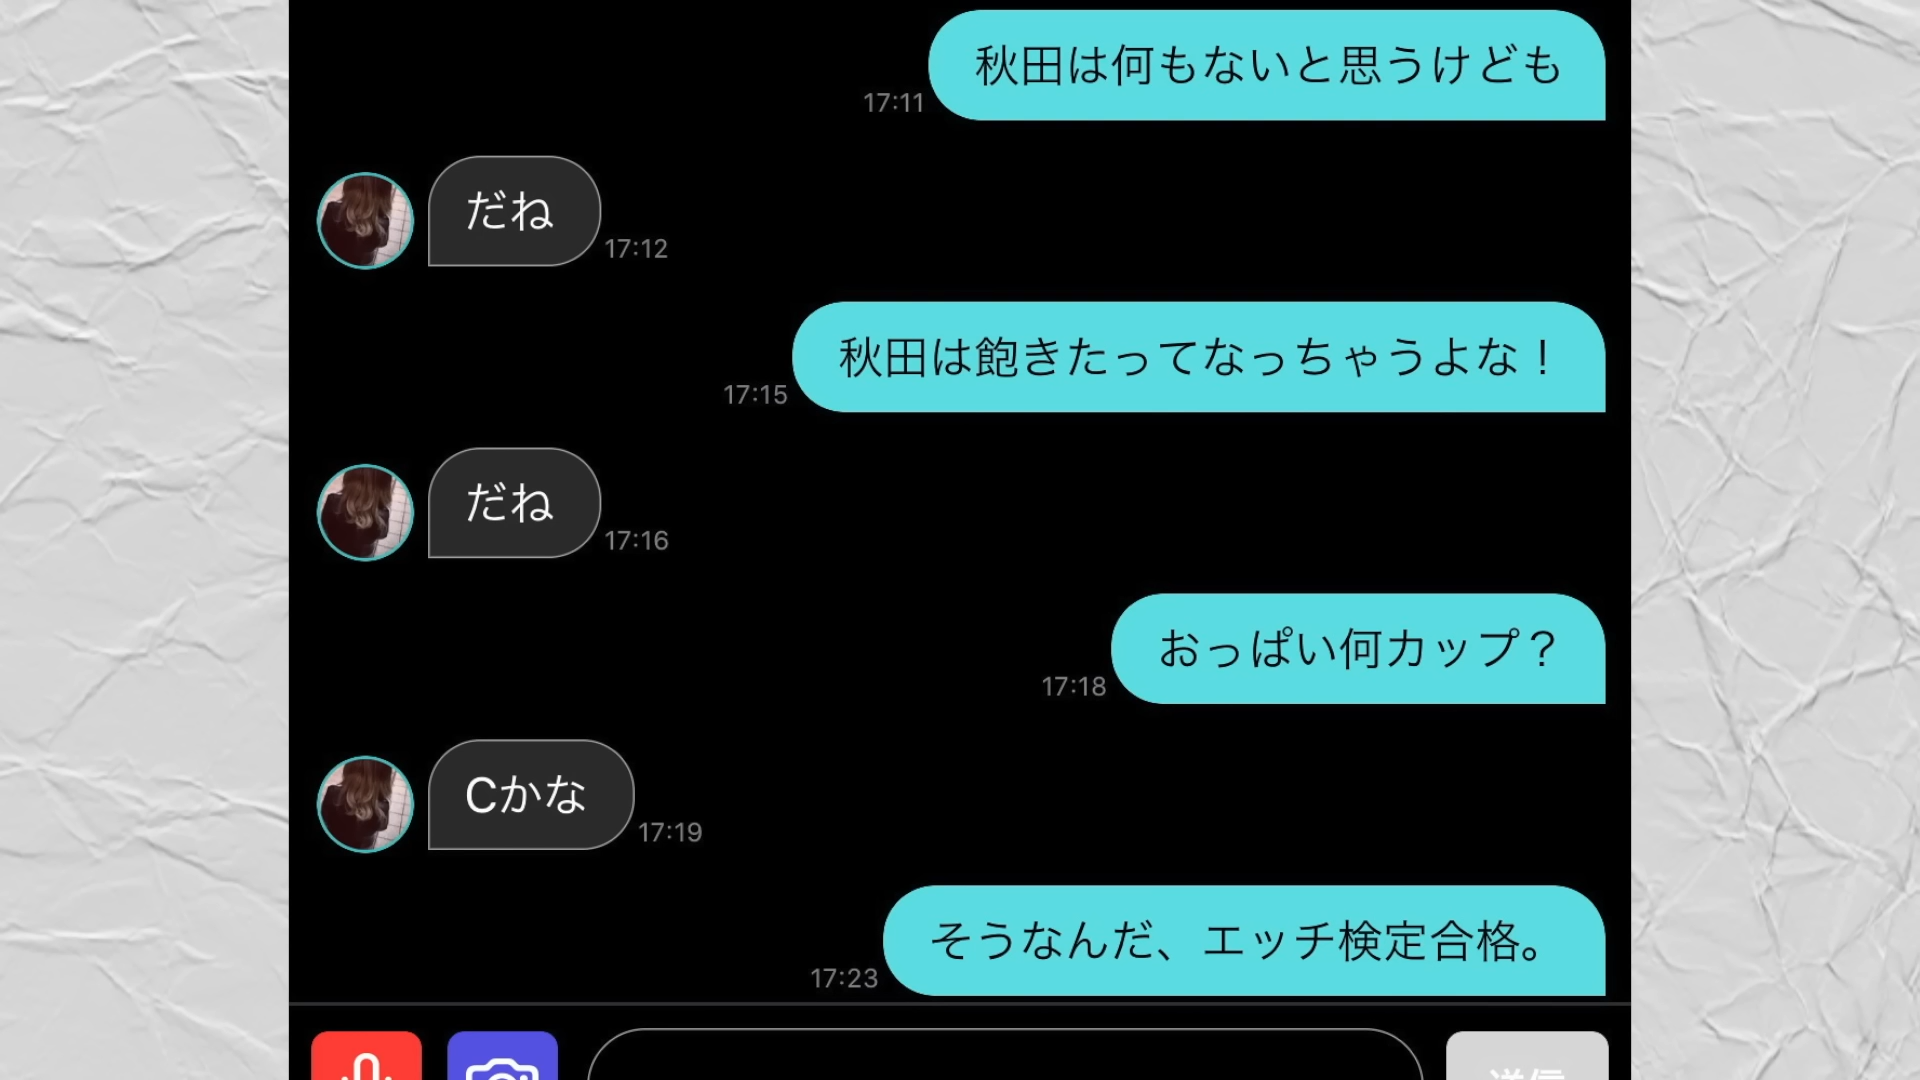 秋田は何もないと思うけども
17:11
だね
17:12
秋田は飽きたってなっちゃうよな！
17:15
だね
17:16
おっぱい何カップ？
17:18
Cかな
17:19
そうなんだ、エッチ検定合格。
17:23
送信